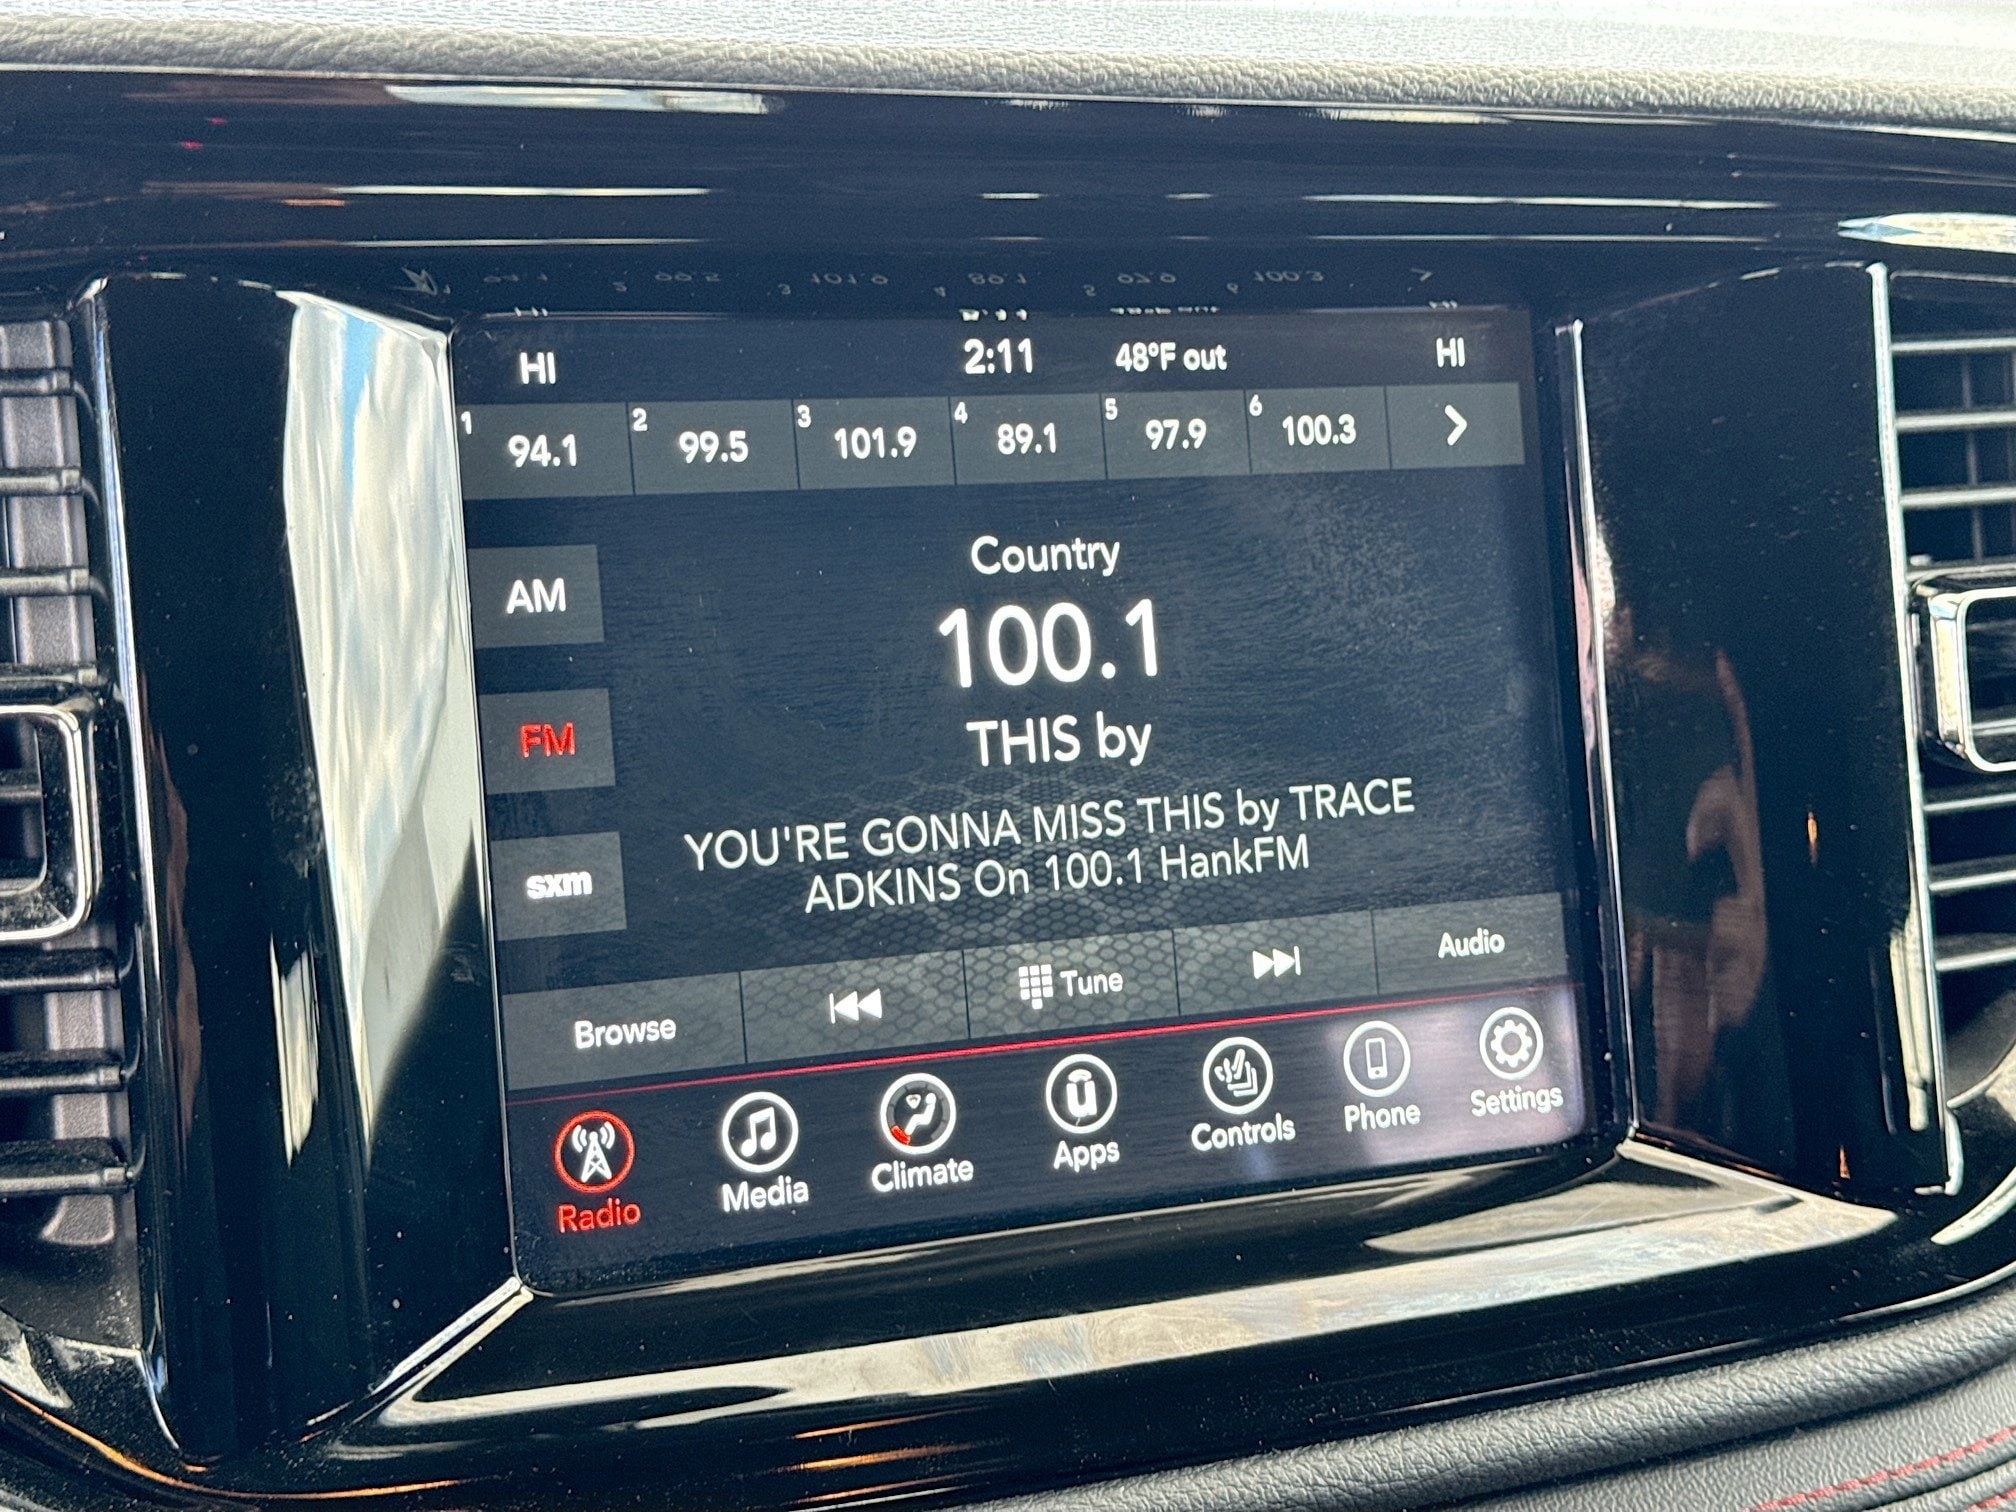 HI 2:11 48°F out HI
1 94.1 2 99.5 3 101.9 4 89.1 5 97.9 6 100.3
Country
AM
100.1
FM
THIS by
YOU'RE GONNA MISS THIS by TRACE
ADKINS On 100.1 HankFM
sxm
Browse Tune Audio
Radio Media Climate Apps Controls Phone Settings